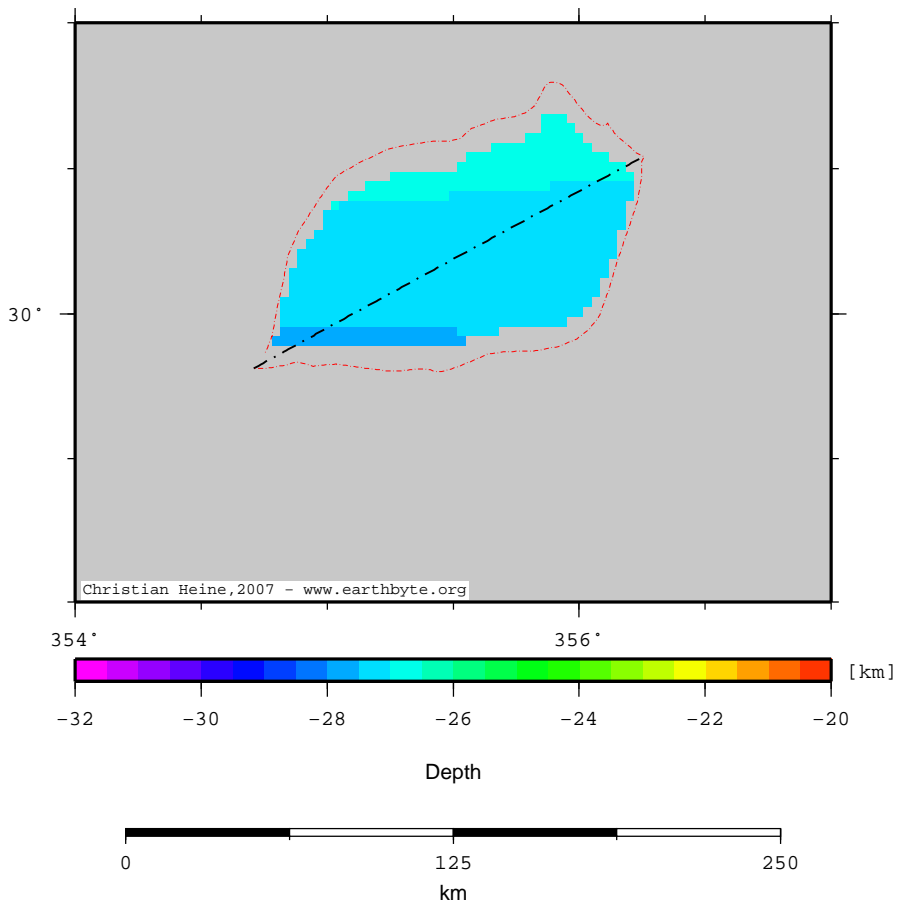 30°
Christian Heine,2007 - www.earthbyte.org
354° 356°
[km]
-32 -30 -28 -26 -24 -22 -20
Depth
0 125 250
km